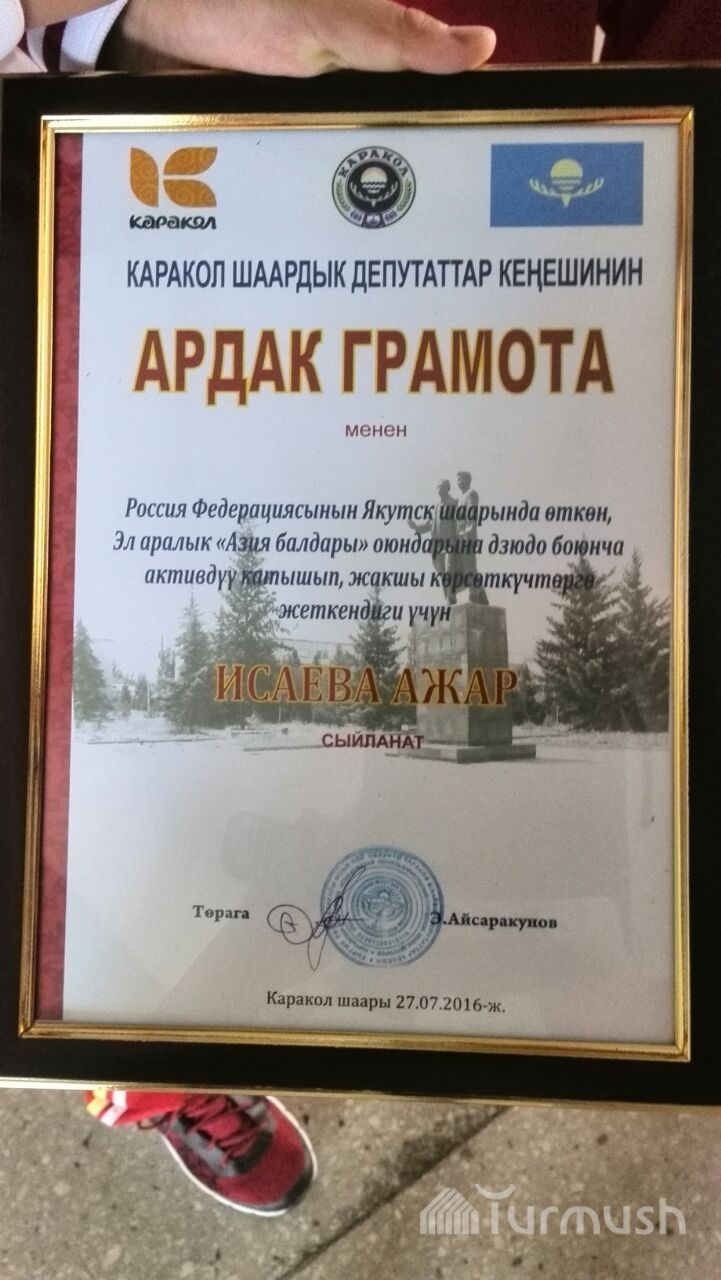 каракол
КАРАКОЛ
КАРАКОЛ ШААРДЫК ДЕПУТАТТАР КЕҢЕШИНИН
АРДАК ГРАМОТА
менен
Россия Федерациясынын Якутск шаарында өткөн,
Эл аралык «Азия балдары» оюндарына дзюдо боюнча
активдүү катышып, жакшы көрсөткүчтөргө
жеткендиги үчүн
ИСАЕВА АЖАР
СЫЙЛАНАТ
Төрага Э.Айсаракунов
Каракол шаары 27.07.2016-ж.
Turmush